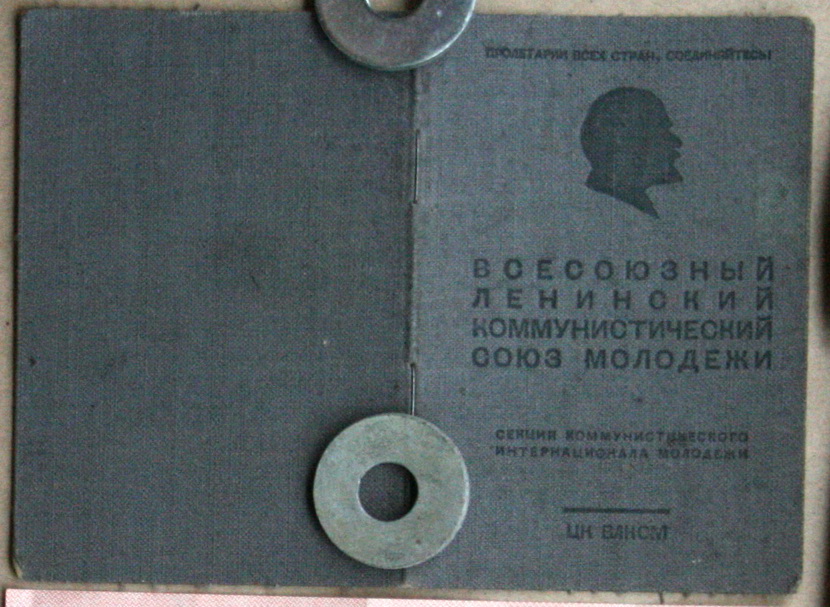 ПРОЛЕТАРИИ ВСЕХ СТРАН, СОЕДИНЯЙТЕСЬ!
ВСЕСОЮЗНЫЙ
ЛЕНИНСКИЙ
КОММУНИСТИЧЕСКИЙ
СОЮЗ МОЛОДЕЖИ
СЕКЦИЯ КОММУНИСТИЧЕСКОГО
ИНТЕРНАЦИОНАЛА МОЛОДЕЖИ
ЦК ВЛКСМ